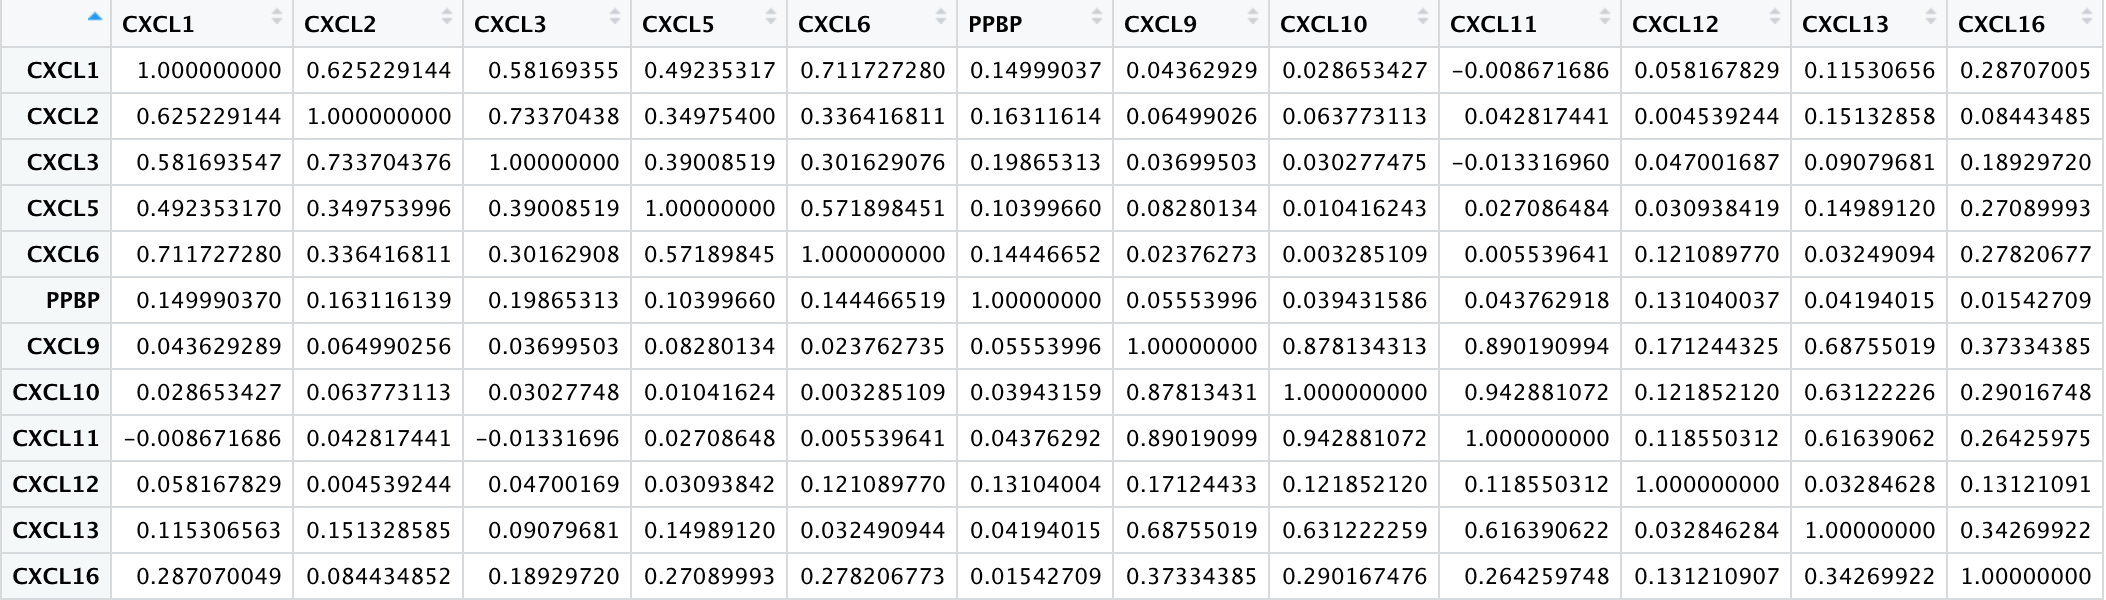 CXCL1 CXCL2 CXCL3 CXCL5 CXCL6 PPBP CXCL9 CXCL10 CXCL11 CXCL12 CXCL13 CXCL16
CXCL1 1.000000000 0.625229144 0.58169355 0.49235317 0.711727280 0.14999037 0.04362929 0.028653427 −0.008671686 0.058167829 0.11530656 0.28707005
CXCL2 0.625229144 1.000000000 0.73370438 0.34975400 0.336416811 0.16311614 0.06499026 0.063773113 0.042817441 0.004539244 0.15132858 0.08443485
CXCL3 0.581693547 0.733704376 1.00000000 0.39008519 0.301629076 0.19865313 0.03699503 0.030277475 −0.013316960 0.047001687 0.09079681 0.18929720
CXCL5 0.492353170 0.349753996 0.39008519 1.00000000 0.571898451 0.10399660 0.08280134 0.010416243 0.027086484 0.030938419 0.14989120 0.27089993
CXCL6 0.711727280 0.336416811 0.30162908 0.57189845 1.000000000 0.14446652 0.02376273 0.003285109 0.005539641 0.121089770 0.03249094 0.27820677
PPBP 0.149990370 0.163116139 0.19865313 0.10399660 0.144466519 1.00000000 0.05553996 0.039431586 0.043762918 0.131040037 0.04194015 0.01542709
CXCL9 0.043629289 0.064990256 0.03699503 0.08280134 0.023762735 0.05553996 1.00000000 0.878134313 0.890190994 0.171244325 0.68755019 0.37334385
CXCL10 0.028653427 0.063773113 0.03027748 0.01041624 0.003285109 0.03943159 0.87813431 1.000000000 0.942881072 0.121852120 0.63122226 0.29016748
CXCL11 −0.008671686 0.042817441 −0.01331696 0.02708648 0.005539641 0.04376292 0.89019099 0.942881072 1.000000000 0.118550312 0.61639062 0.26425975
CXCL12 0.058167829 0.004539244 0.04700169 0.03093842 0.121089770 0.13104004 0.17124433 0.121852120 0.118550312 1.000000000 0.03284628 0.13121091
CXCL13 0.115306563 0.151328585 0.09079681 0.14989120 0.032490944 0.04194015 0.68755019 0.631222259 0.616390622 0.032846284 1.00000000 0.34269922
CXCL16 0.287070049 0.084434852 0.18929720 0.27089993 0.278206773 0.01542709 0.37334385 0.290167476 0.264259748 0.131210907 0.34269922 1.00000000